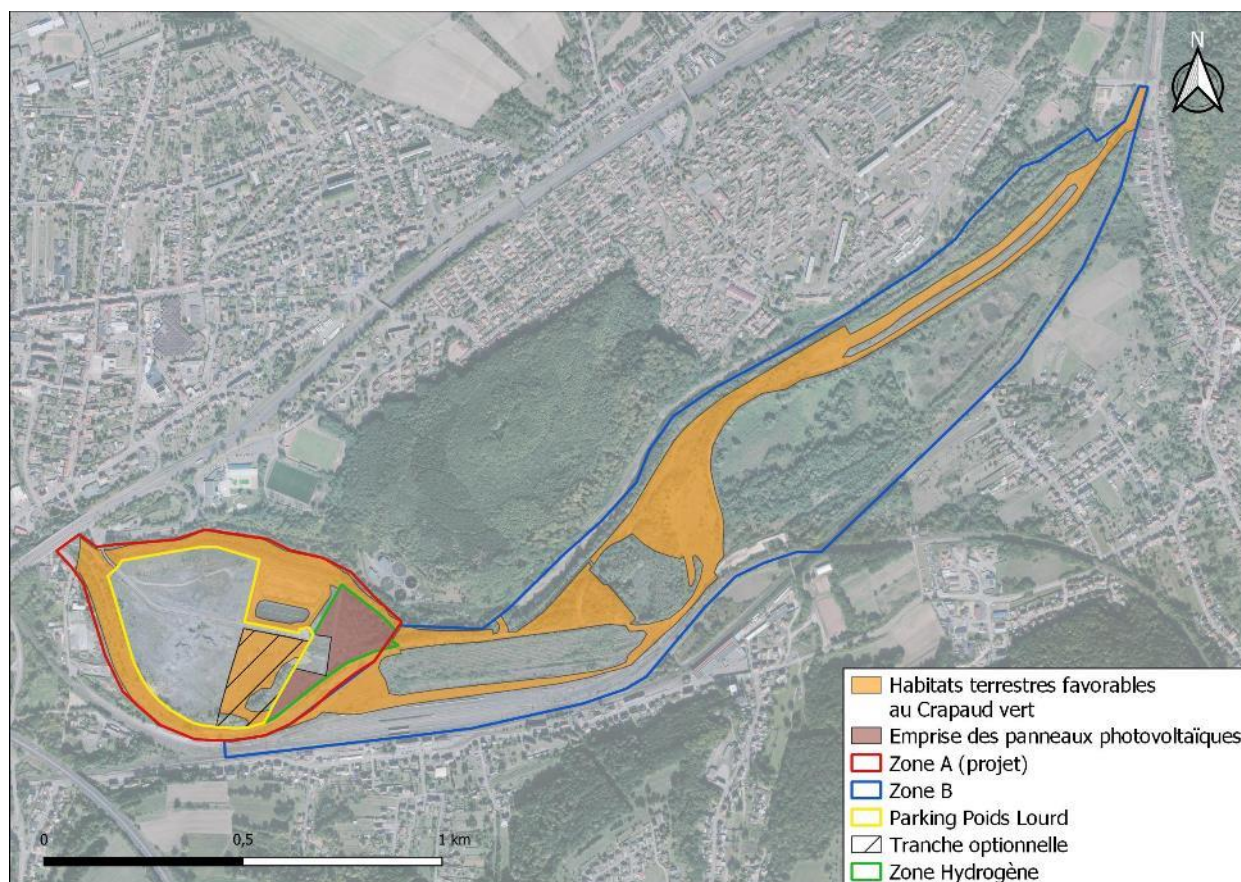 N
Habitats terrestres favorables
au Crapaud vert
Emprise des panneaux photovoltaïques
Zone A (projet)
Zone B
Parking Poids Lourd
Tranche optionnelle
Zone Hydrogène
0 0,5 1 km